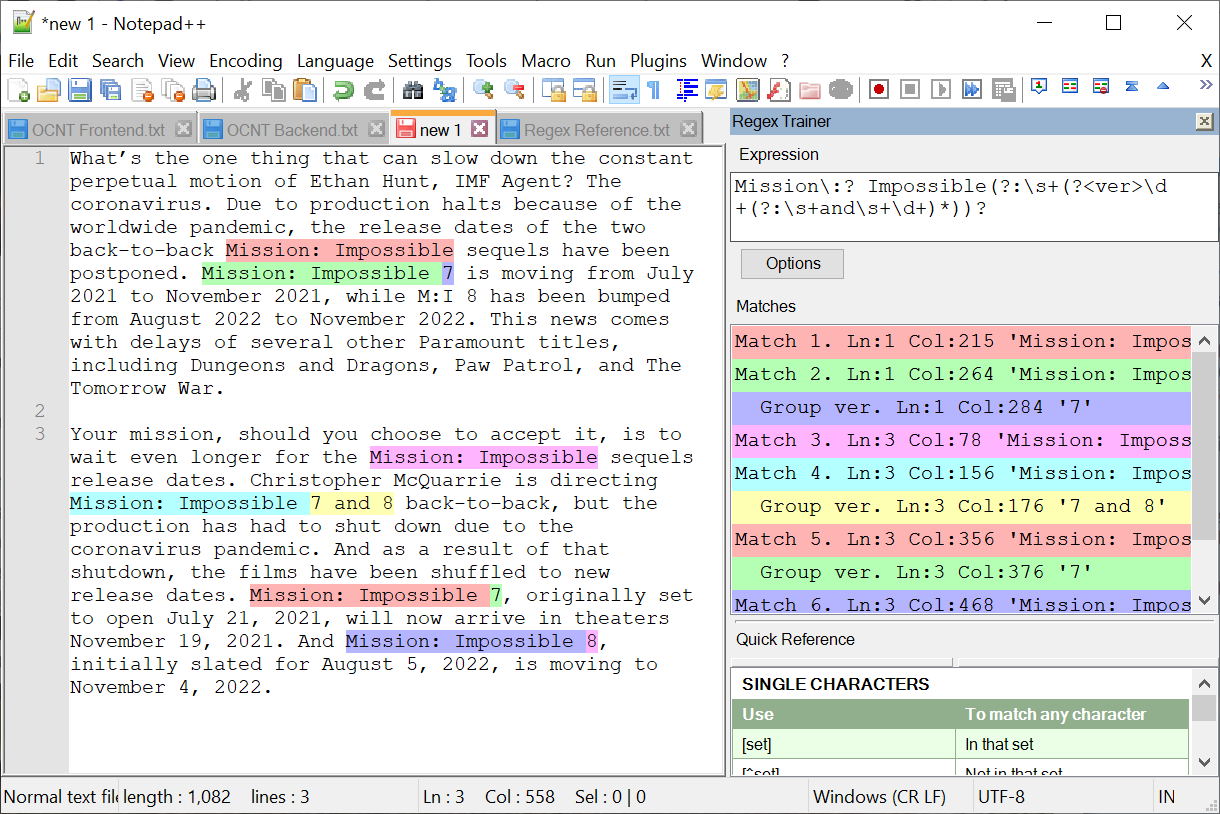 *new 1 - Notepad++
File Edit Search View Encoding Language Settings Tools Macro Run Plugins Window ? X
OCNT Frontend.txt OCNT Backend.txt new 1 Regex Reference.txt
1 What’s the one thing that can slow down the constant
perpetual motion of Ethan Hunt, IMF Agent? The
coronavirus. Due to production halts because of the
worldwide pandemic, the release dates of the two
back-to-back Mission: Impossible sequels have been
postponed. Mission: Impossible 7 is moving from July
2021 to November 2021, while M:I 8 has been bumped
from August 2022 to November 2022. This news comes
with delays of several other Paramount titles,
including Dungeons and Dragons, Paw Patrol, and The
Tomorrow War.
2
3 Your mission, should you choose to accept it, is to
wait even longer for the Mission: Impossible sequels
release dates. Christopher McQuarrie is directing
Mission: Impossible 7 and 8 back-to-back, but the
production has had to shut down due to the
coronavirus pandemic. And as a result of that
shutdown, the films have been shuffled to new
release dates. Mission: Impossible 7, originally set
to open July 21, 2021, will now arrive in theaters
November 19, 2021. And Mission: Impossible 8,
initially slated for August 5, 2022, is moving to
November 4, 2022.
Regex Trainer
Expression
Mission\:? Impossible(?:\s+(?<ver>\d
+(?:\s+and\s+\d+)*))?
Options
Matches
Match 1. Ln:1 Col:215 'Mission: Impos
Match 2. Ln:1 Col:264 'Mission: Impos
Group ver. Ln:1 Col:284 '7'
Match 3. Ln:3 Col:78 'Mission: Imposs
Match 4. Ln:3 Col:156 'Mission: Impos
Group ver. Ln:3 Col:176 '7 and 8'
Match 5. Ln:3 Col:356 'Mission: Impos
Group ver. Ln:3 Col:376 '7'
Match 6. Ln:3 Col:468 'Mission: Impos
Quick Reference
SINGLE CHARACTERS
Use To match any character
[set] In that set
[^set] Not in that set
Normal text file length : 1,082 lines : 3 Ln : 3 Col : 558 Sel : 0 | 0 Windows (CR LF) UTF-8 IN